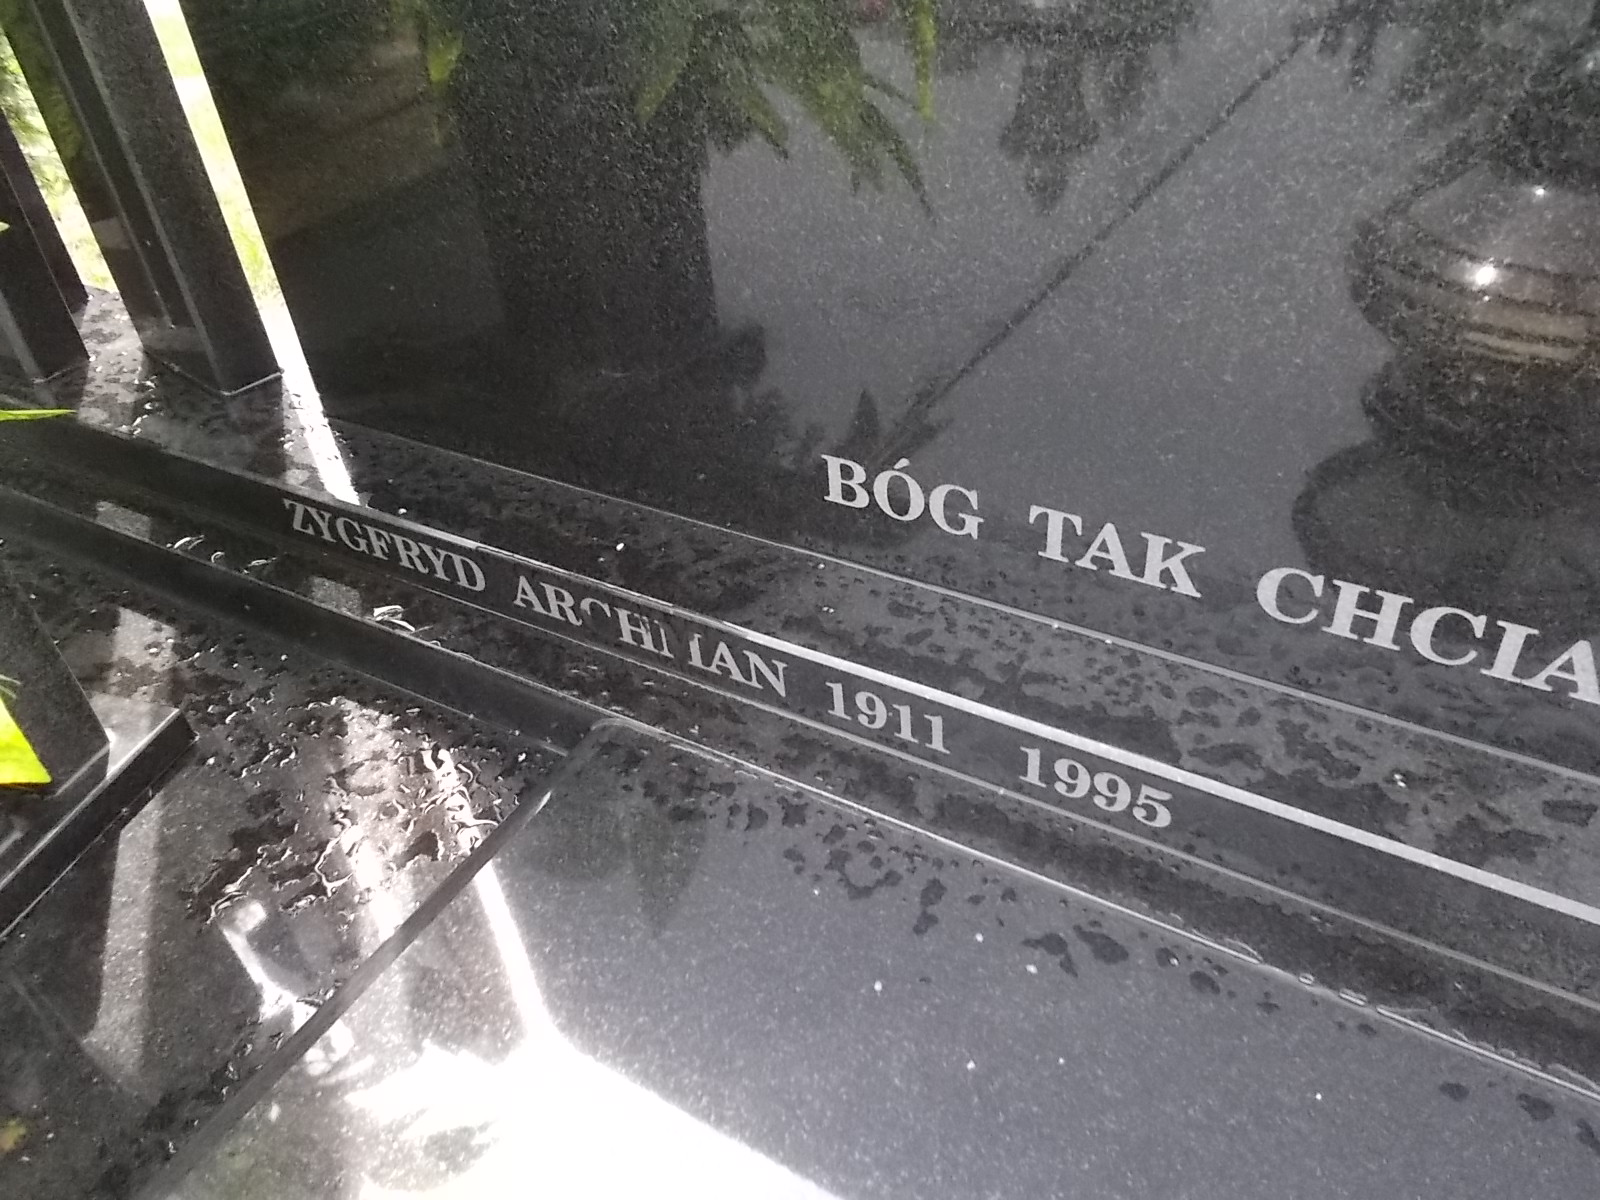 BÓG TAK CHCIA
ZYGFRYD ARCHMAN 1911 1995